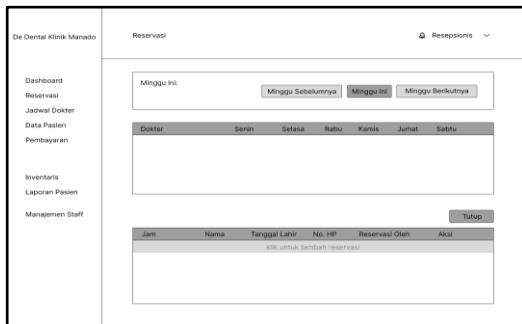 De Dental Klinik Manado
Reservasi
Resepsionis
Dashboard
Reservasi
Jadwal Dokter
Data Pasien
Pembayaran
Inventaris
Laporan Pasien
Manajemen Staff
Minggu Ini:
Minggu Sebelumnya
Minggu Ini
Minggu Berikutnya
Dokter Senin Selasa Rabu Kamis Jumat Sabtu
Tutup
Jam Nama Tanggal Lahir No. HP Reservasi Oleh Aksi
klik untuk tambah reservasi